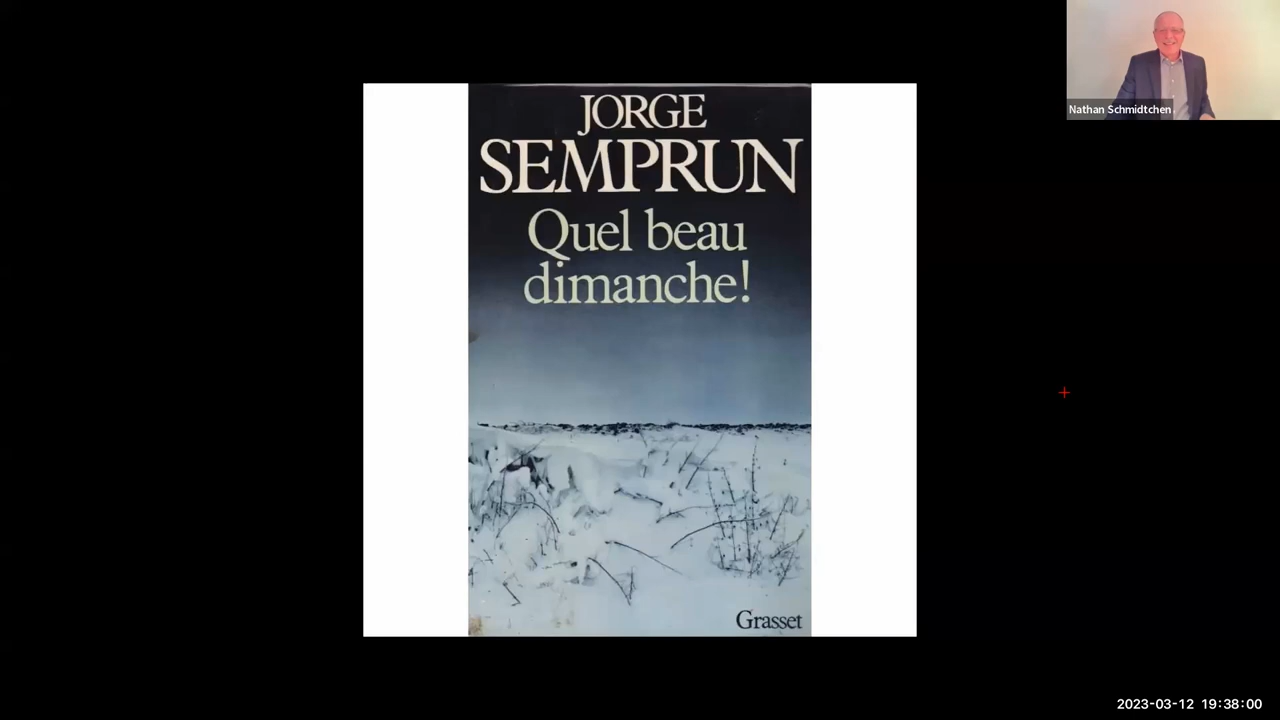 JORGE
SEMPRUN
Quel beau
dimanche!
Grasset
Nathan Schmidtchen
2023-03-12 19:38:00